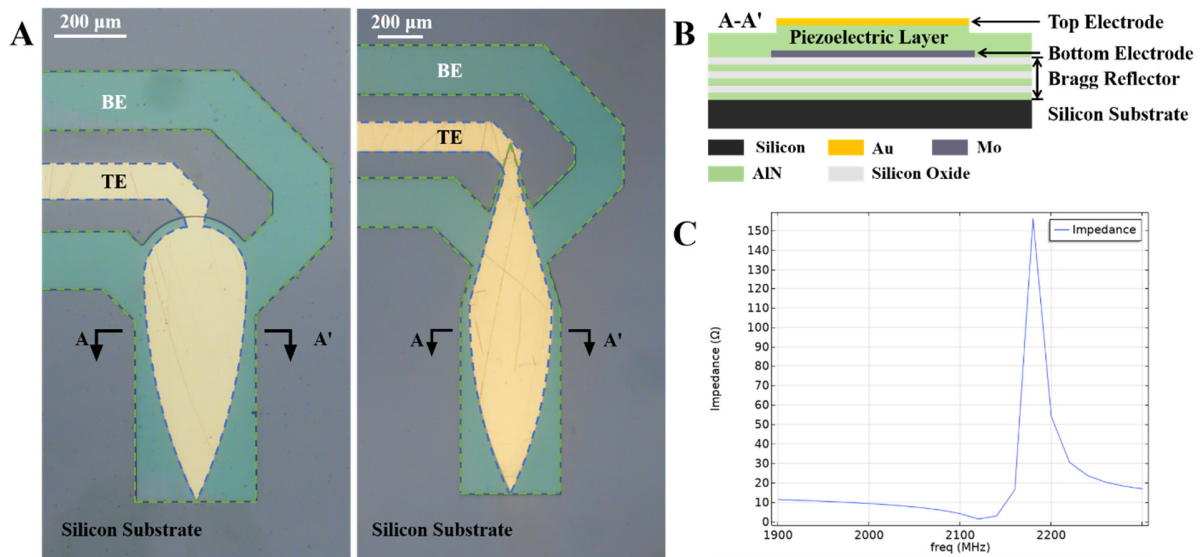 A
200 μm
BE
TE
A
A'
Silicon Substrate
200 μm
BE
TE
A
A'
Silicon Substrate
B
A-A'
Piezoelectric Layer
Top Electrode
Bottom Electrode
Bragg Reflector
Silicon Substrate
Silicon
Au
Mo
AlN
Silicon Oxide
C
Impedance
Impedance (Ω)
150
140
130
120
110
100
90
80
70
60
50
40
30
20
10
0
1900
2000
2100
2200
freq (MHz)